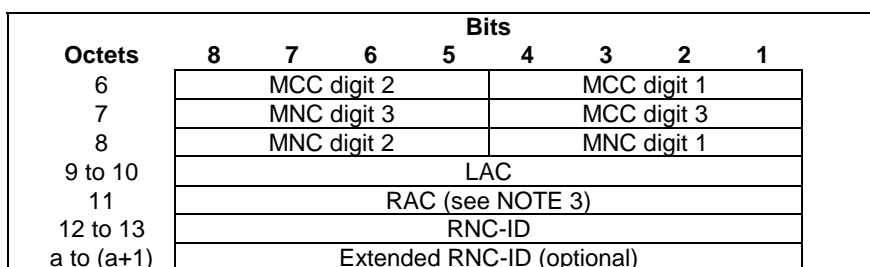 Bits
Octets 8 7 6 5 4 3 2 1
6 MCC digit 2 MCC digit 1
7 MNC digit 3 MCC digit 3
8 MNC digit 2 MNC digit 1
9 to 10 LAC
11 RAC (see NOTE 3)
12 to 13 RNC-ID
a to (a+1) Extended RNC-ID (optional)